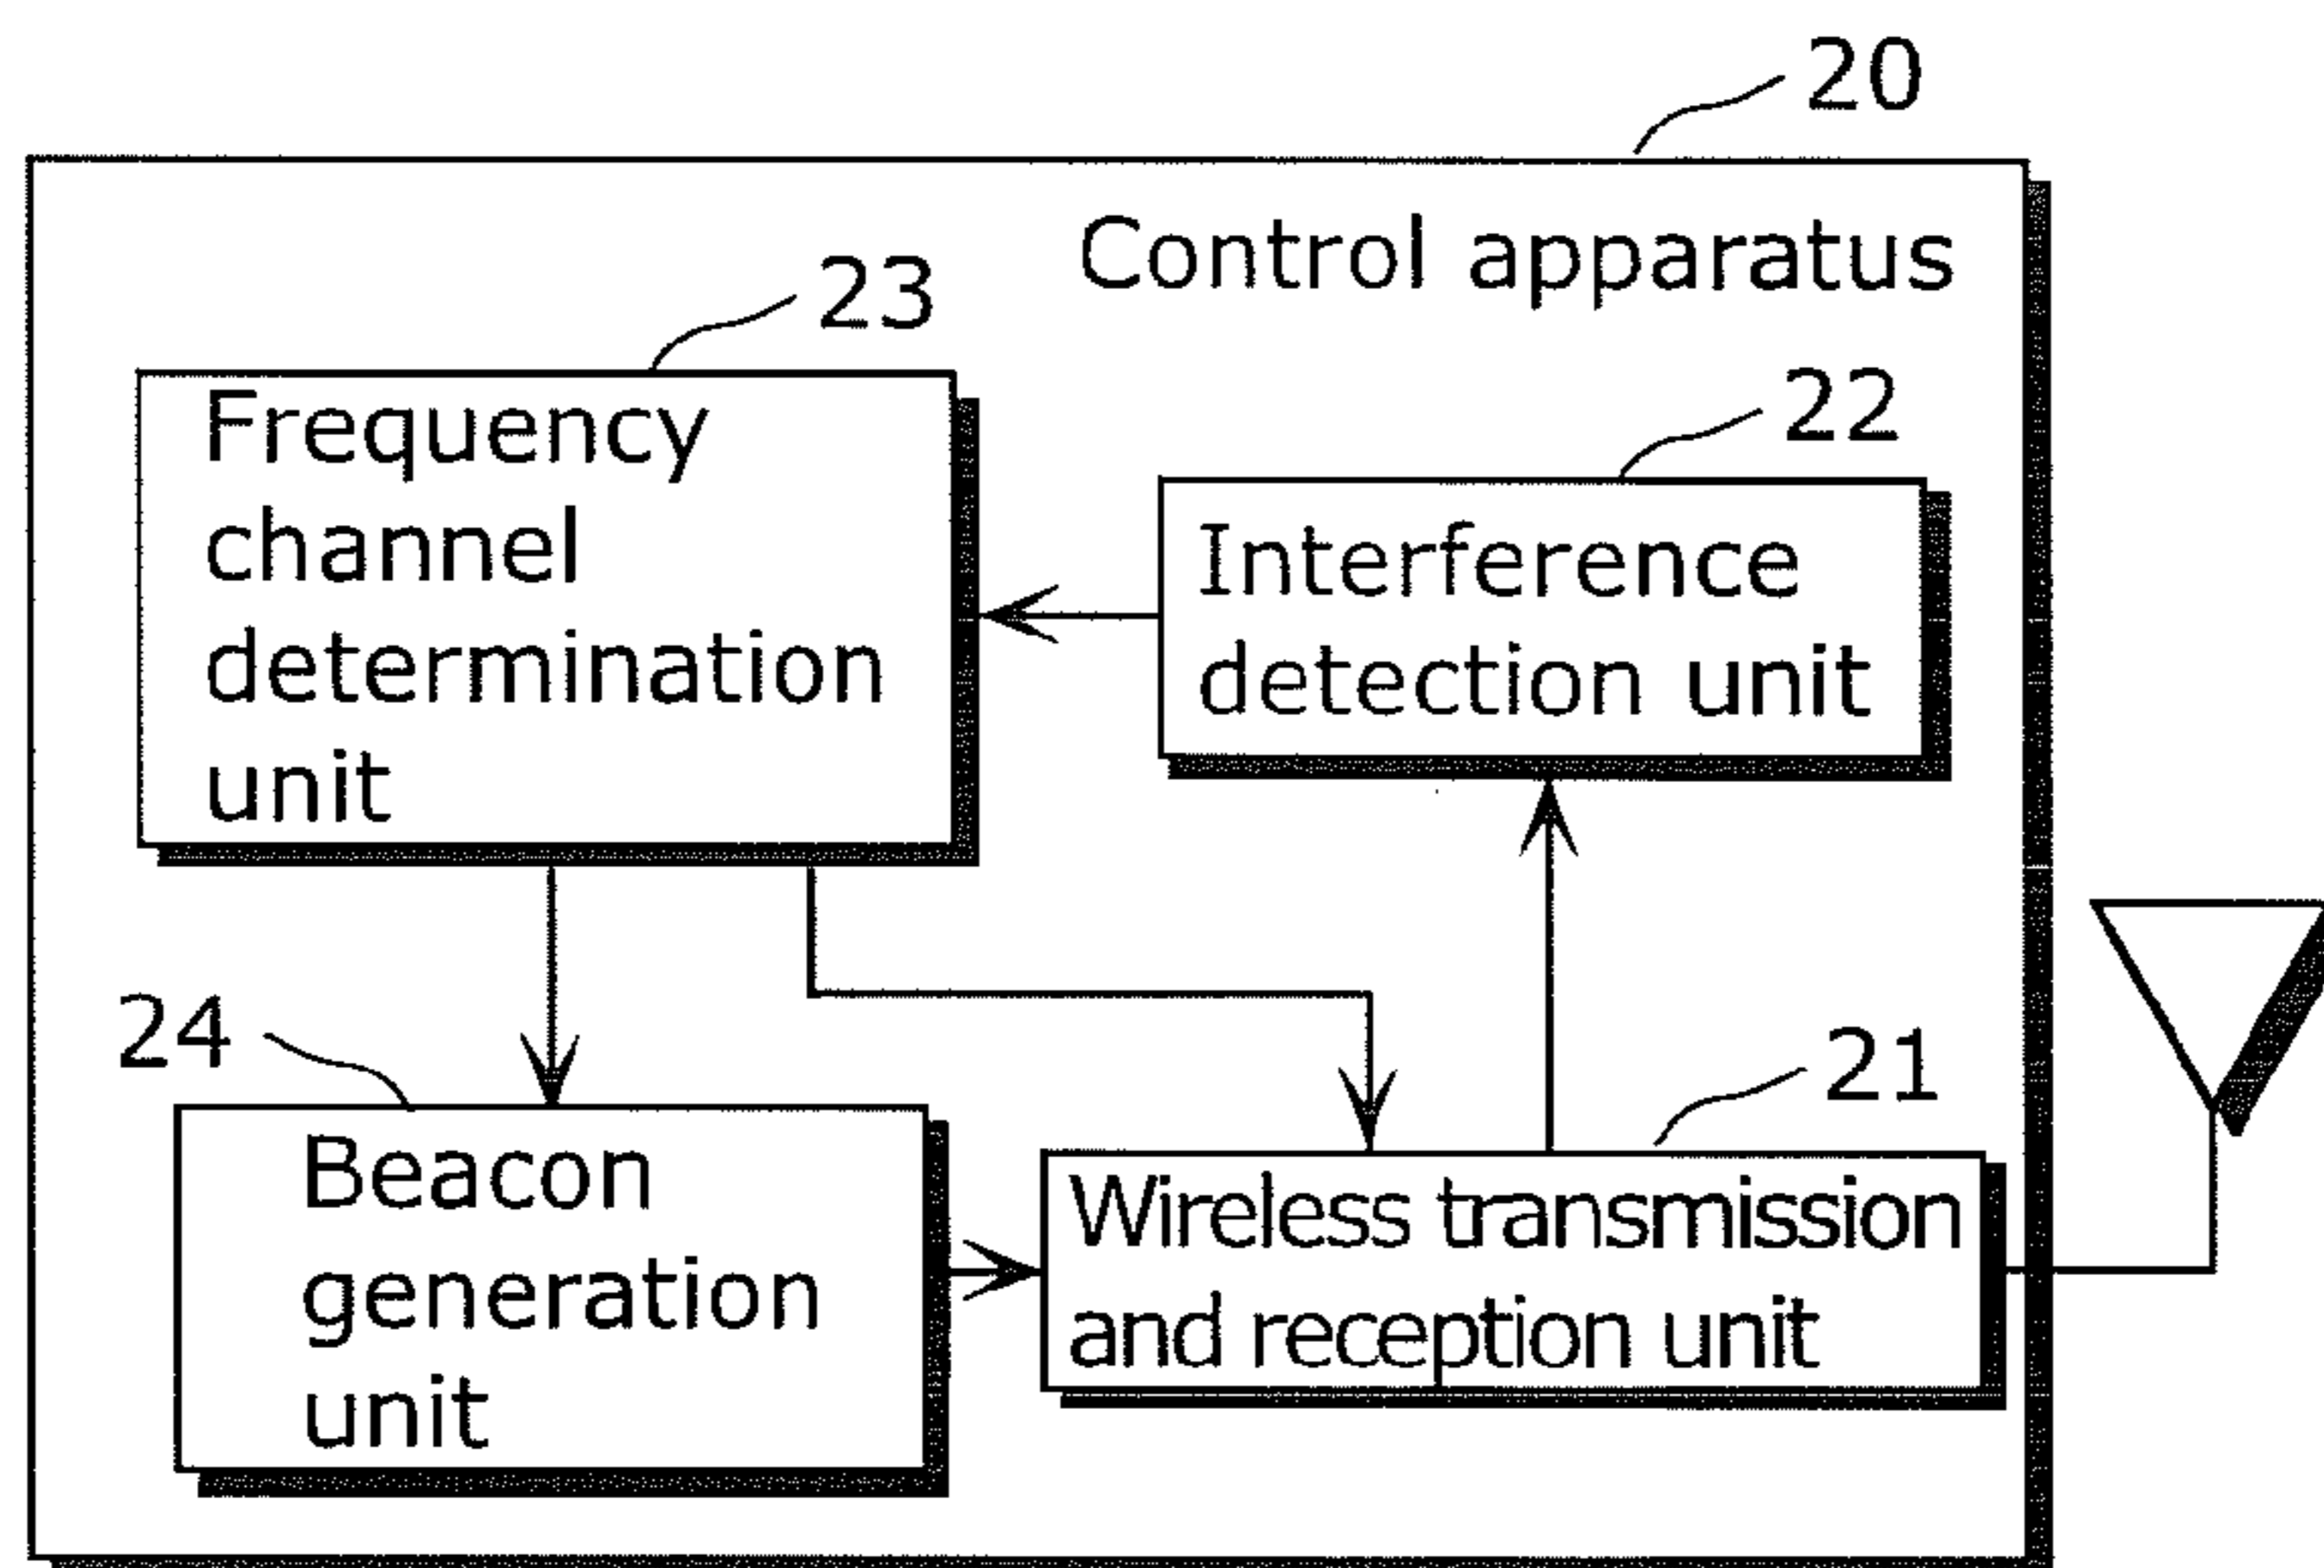 20
Control apparatus
23
Frequency
channel
determination
unit
22
Interference
detection unit
24
Beacon
generation
unit
21
Wireless transmission
and reception unit